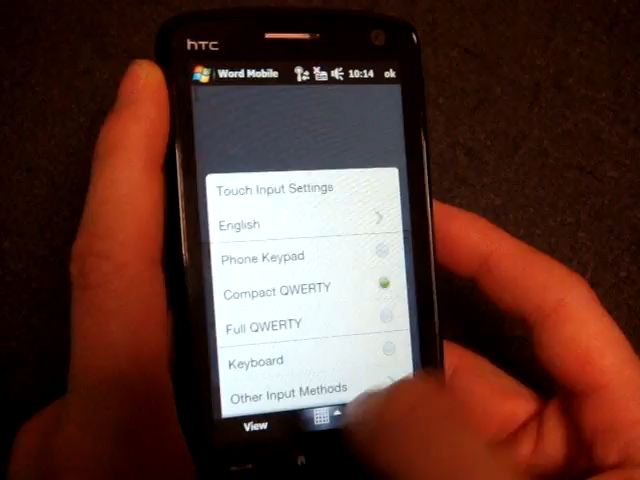 hTC
Word Mobile 10:14 ok
Touch Input Settings
English
Phone Keypad
Compact QWERTY
Full QWERTY
Keyboard
Other Input Methods
View